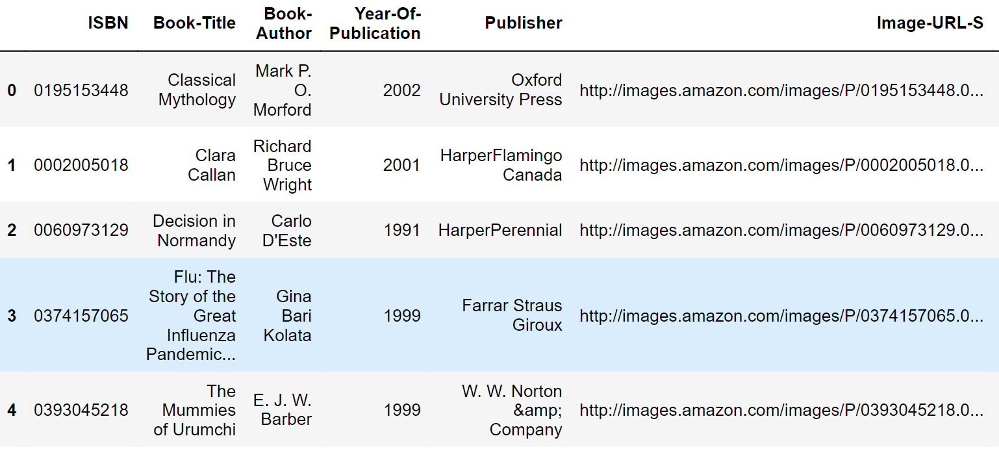 ISBN Book-Title Book-Author Year-Of-Publication Publisher Image-URL-S
0 0195153448 Classical Mythology Mark P. O. Morford 2002 Oxford University Press http://images.amazon.com/images/P/0195153448.0...
1 0002005018 Clara Callan Richard Bruce Wright 2001 HarperFlamingo Canada http://images.amazon.com/images/P/0002005018.0...
2 0060973129 Decision in Normandy Carlo D'Este 1991 HarperPerennial http://images.amazon.com/images/P/0060973129.0...
3 0374157065 Flu: The Story of the Great Influenza Pandemic... Gina Bari Kolata 1999 Farrar Straus Giroux http://images.amazon.com/images/P/0374157065.0...
4 0393045218 The Mummies of Urumchi E. J. W. Barber 1999 W. W. Norton &amp;amp; Company http://images.amazon.com/images/P/0393045218.0...